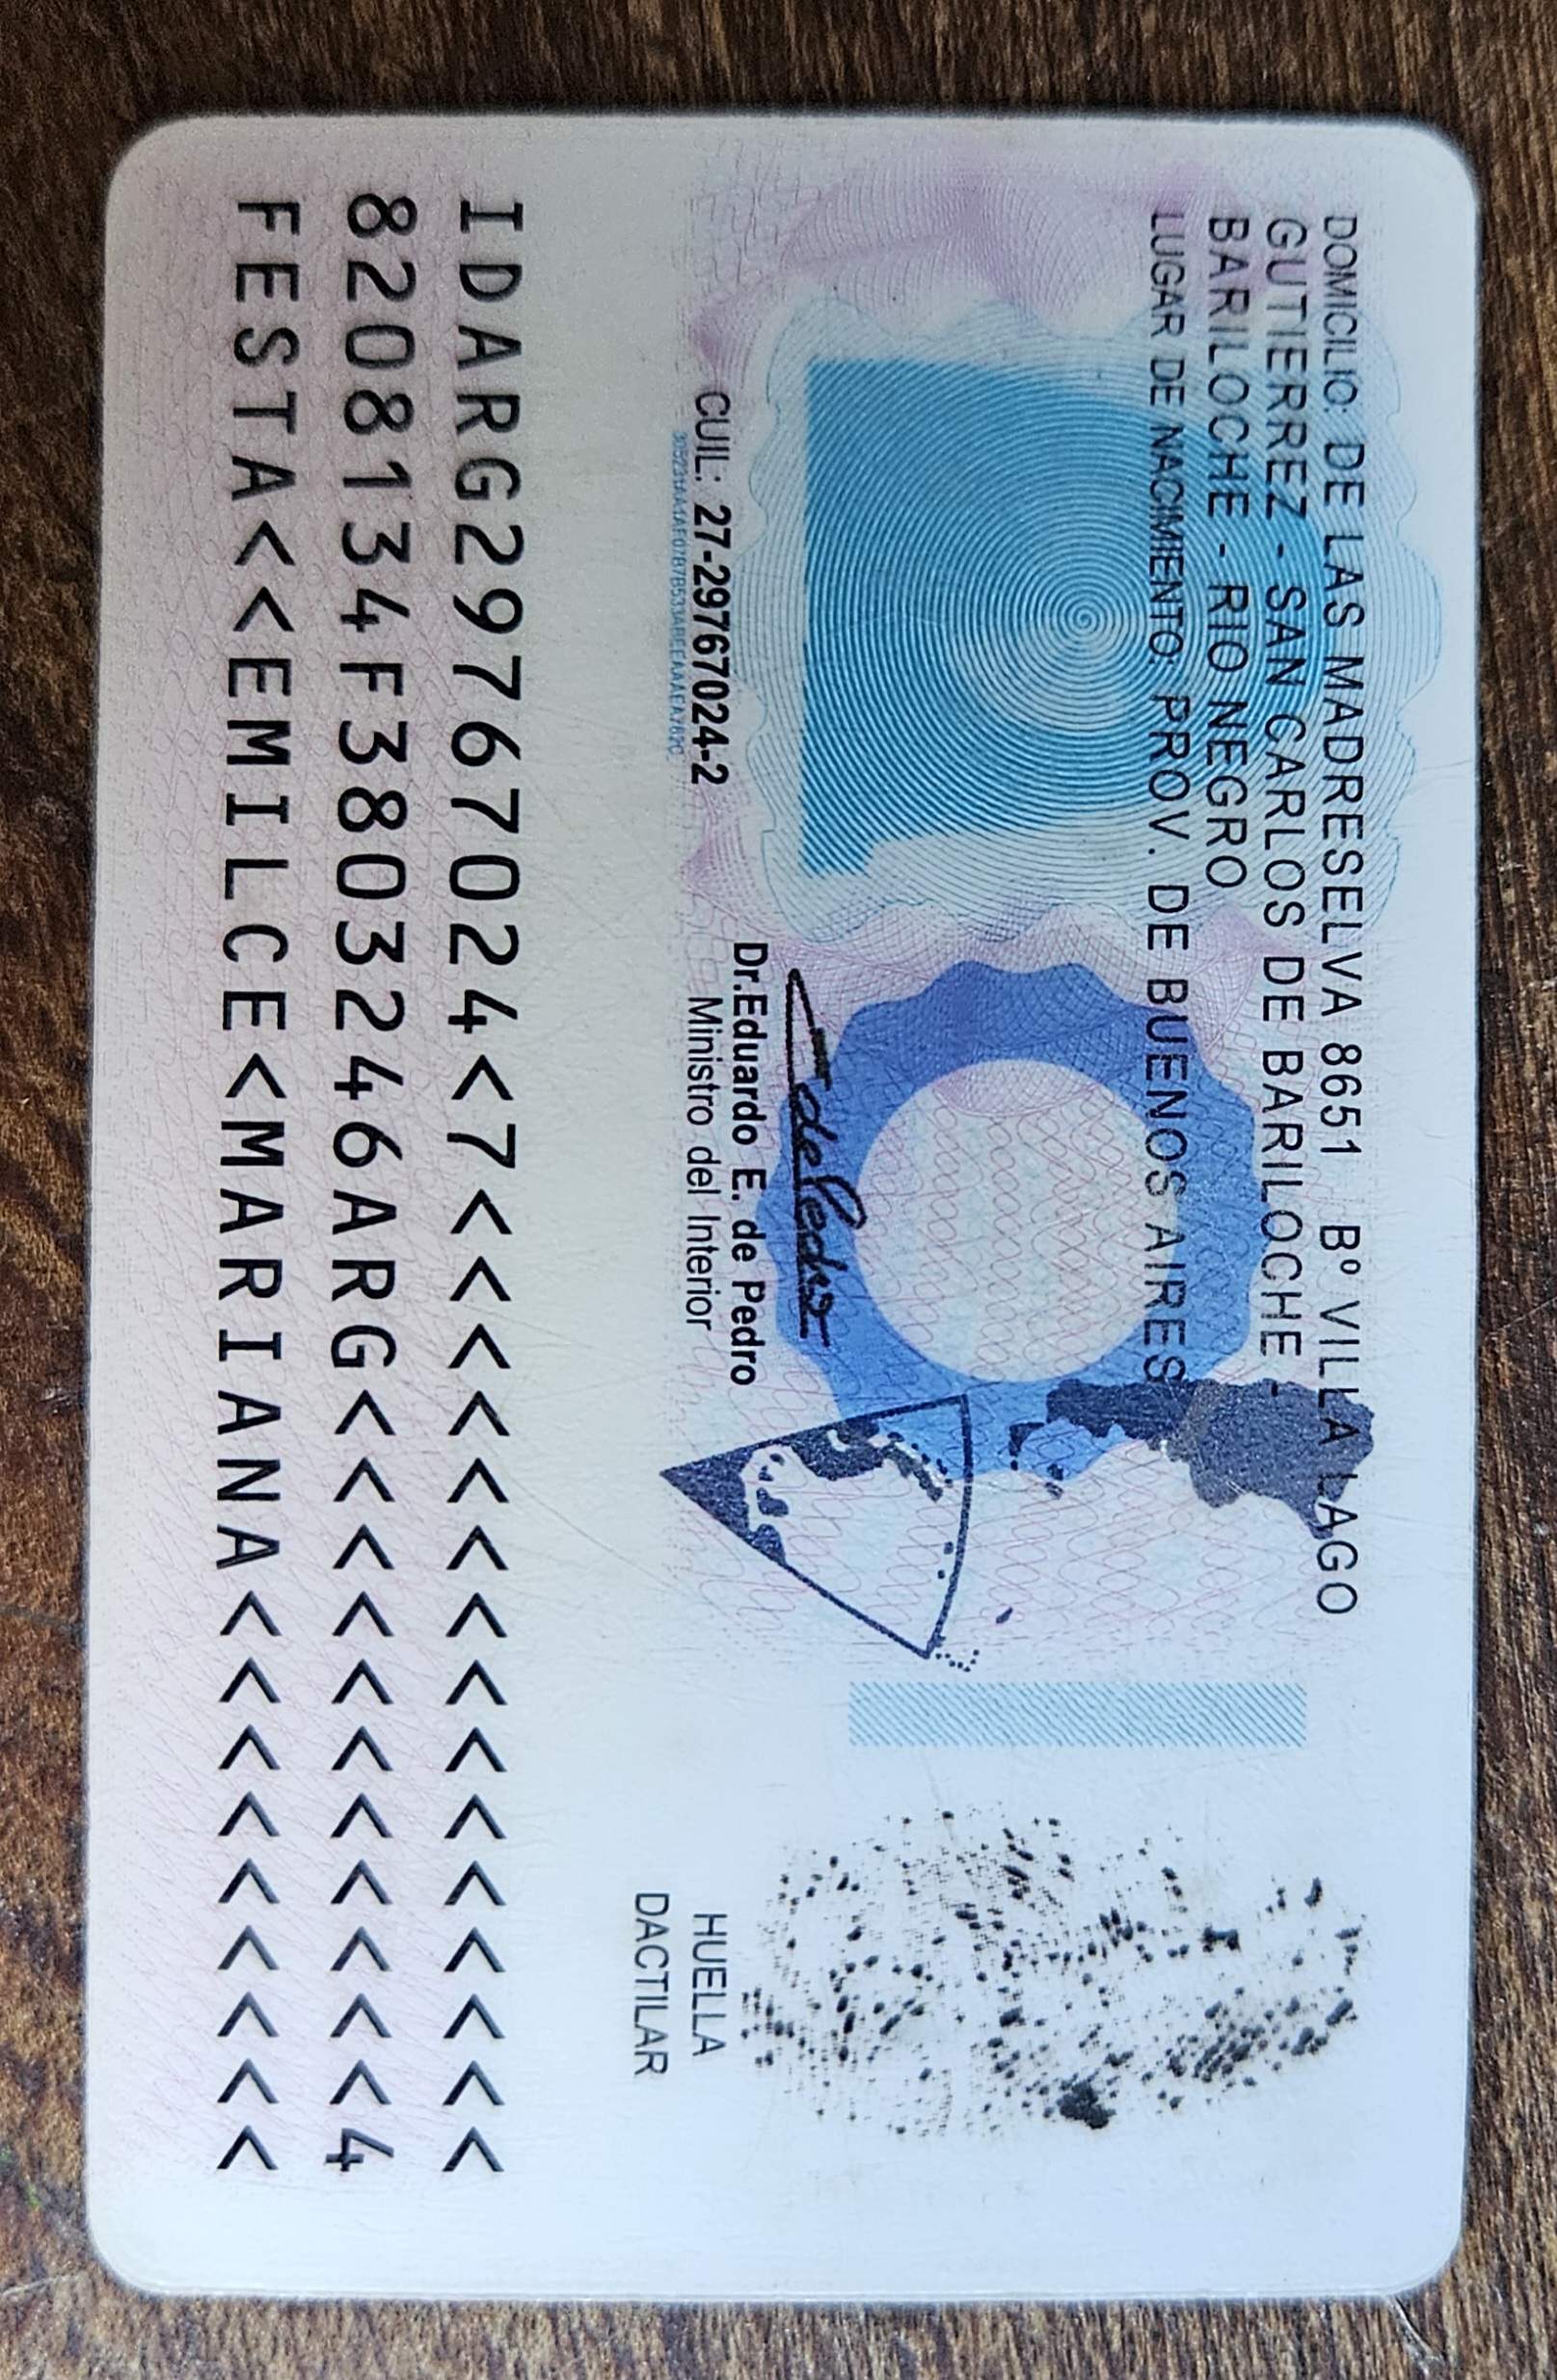 DOMICILIO: DE LAS MADRESELVA 8651 Bº VILLA LAGO
GUTIERREZ - SAN CARLOS DE BARILOCHE -
BARILOCHE - RIO NEGRO
LUGAR DE NACIMIENTO: PROV. DE BUENOS AIRES
CUIL: 27-29767024-2
Dr.Eduardo E. de Pedro
Ministro del Interior
HUELLA
DACTILAR
IDARG29767024<7<<<<<<<<<<<<<<<
8208134F3803246ARG<<<<<<<<<<<4
FESTA<<EMILCE<MARIANA<<<<<<<<<